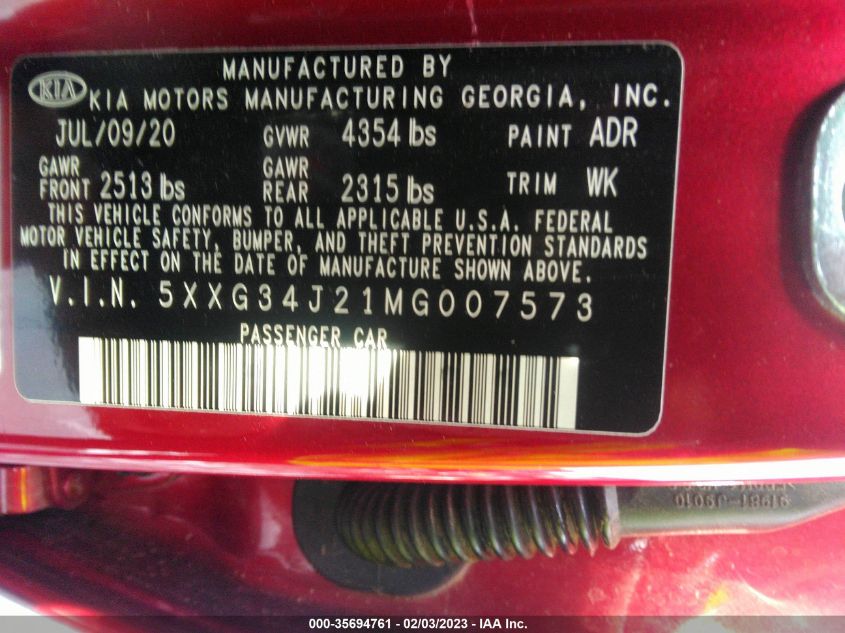 MANUFACTURED BY
KIA KIA MOTORS MANUFACTURING GEORGIA, INC.
JUL/09/20 GVWR 4354 lbs PAINT ADR
GAWR FRONT 2513 lbs GAWR REAR 2315 lbs TRIM WK
THIS VEHICLE CONFORMS TO ALL APPLICABLE U.S.A. FEDERAL
MOTOR VEHICLE SAFETY, BUMPER, AND THEFT PREVENTION STANDARDS
IN EFFECT ON THE DATE OF MANUFACTURE SHOWN ABOVE.
V.I.N. 5XXG34J21MG007573
PASSENGER CAR
91981-J9010
000-35694761 - 02/03/2023 - IAA Inc.